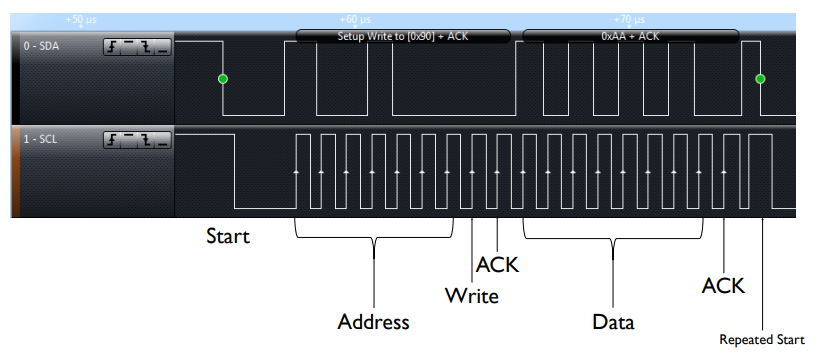 +50 µs
+60 µs
+70 µs
0 - SDA
Setup Write to [0x90] + ACK
0xAA + ACK
1 - SCL
Start
ACK
Write
Address
Data
ACK
Repeated Start